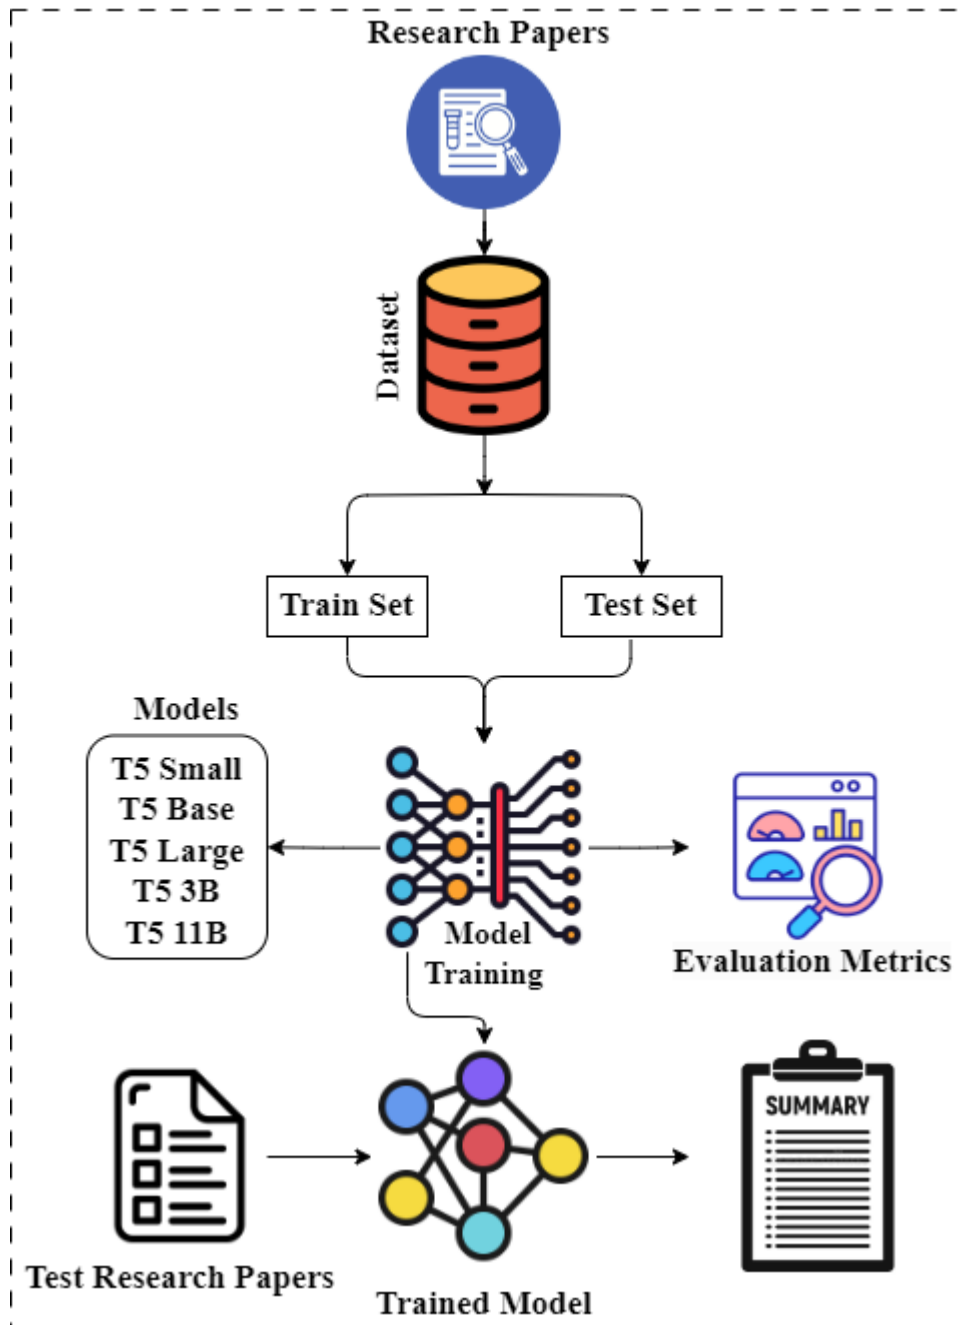 Research Papers
Dataset
Train Set
Test Set
Models
T5 Small
T5 Base
T5 Large
T5 3B
T5 11B
Model
Training
Evaluation Metrics
SUMMARY
Test Research Papers
Trained Model